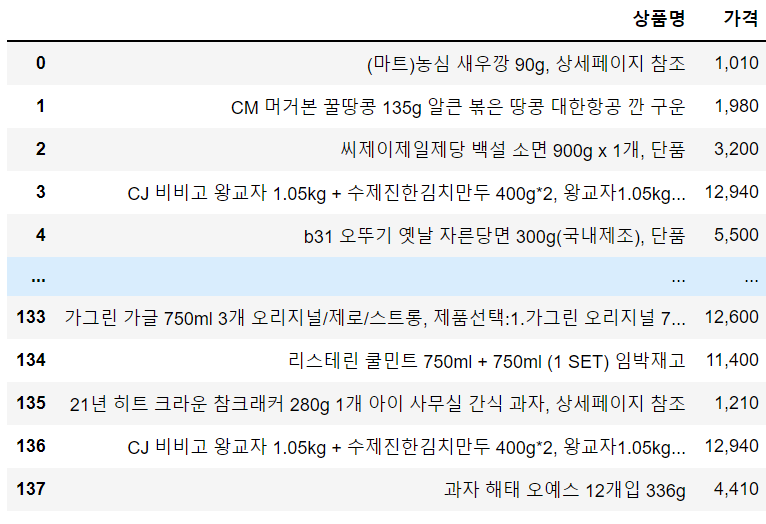 상품명 가격
0 (마트)농심 새우깡 90g, 상세페이지 참조 1,010
1 CM 머거본 꿀땅콩 135g 알큰 볶은 땅콩 대한항공 깐 구운 1,980
2 씨제이제일제당 백설 소면 900g x 1개, 단품 3,200
3 CJ 비비고 왕교자 1.05kg + 수제진한김치만두 400g*2, 왕교자1.05kg... 12,940
4 b31 오뚜기 옛날 자른당면 300g(국내제조), 단품 5,500
... ... ...
133 가그린 가글 750ml 3개 오리지널/제로/스트롱, 제품선택:1.가그린 오리지널 7... 12,600
134 리스테린 쿨민트 750ml + 750ml (1 SET) 임박재고 11,400
135 21년 히트 크라운 참크래커 280g 1개 아이 사무실 간식 과자, 상세페이지 참조 1,210
136 CJ 비비고 왕교자 1.05kg + 수제진한김치만두 400g*2, 왕교자1.05kg... 12,940
137 과자 해태 오예스 12개입 336g 4,410